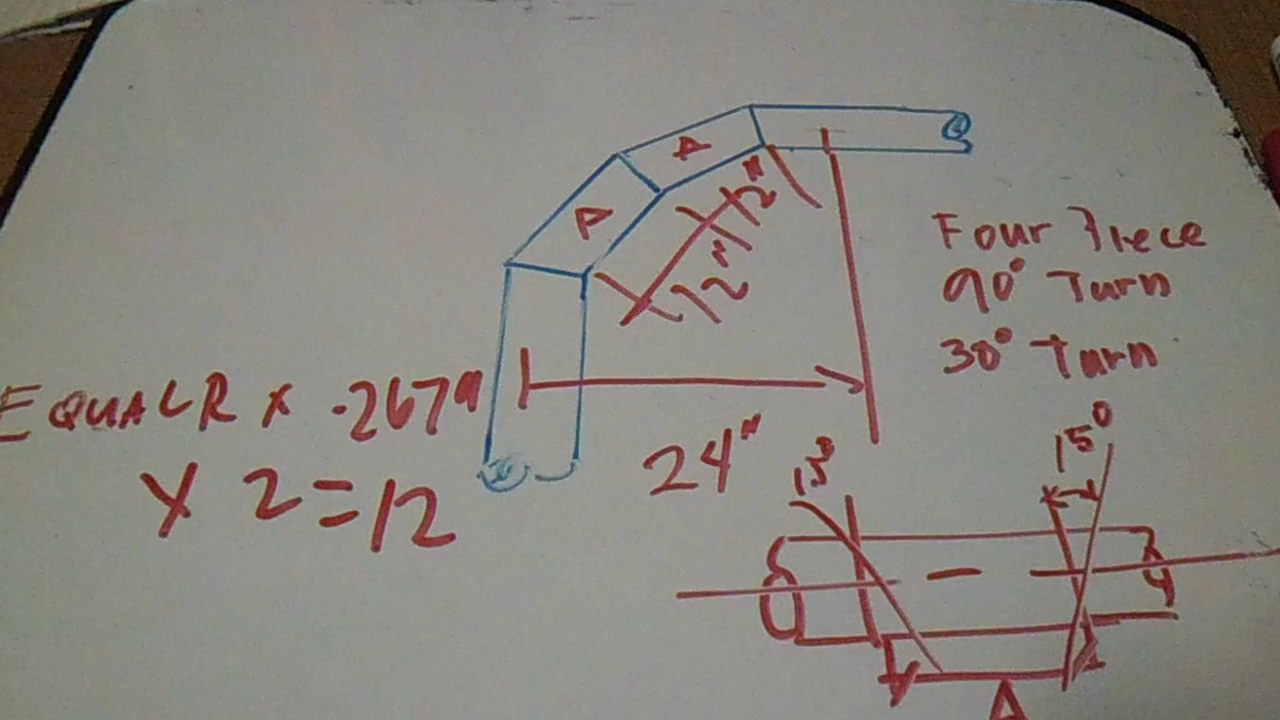 A
A
12"
12"
Four Piece
90° Turn
30° Turn
EQUAL R x .2679
X 2 = 12
24"
15°
15°
A